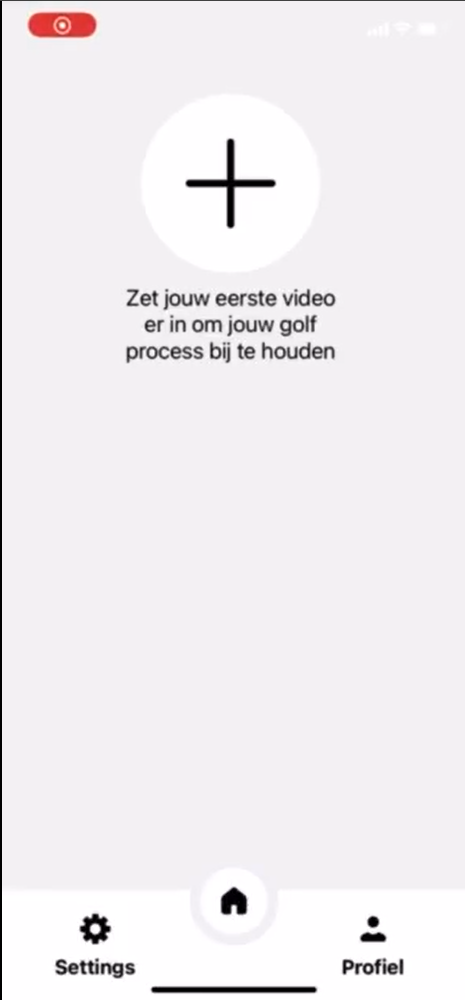 Zet jouw eerste video
er in om jouw golf
process bij te houden
Settings
Profiel